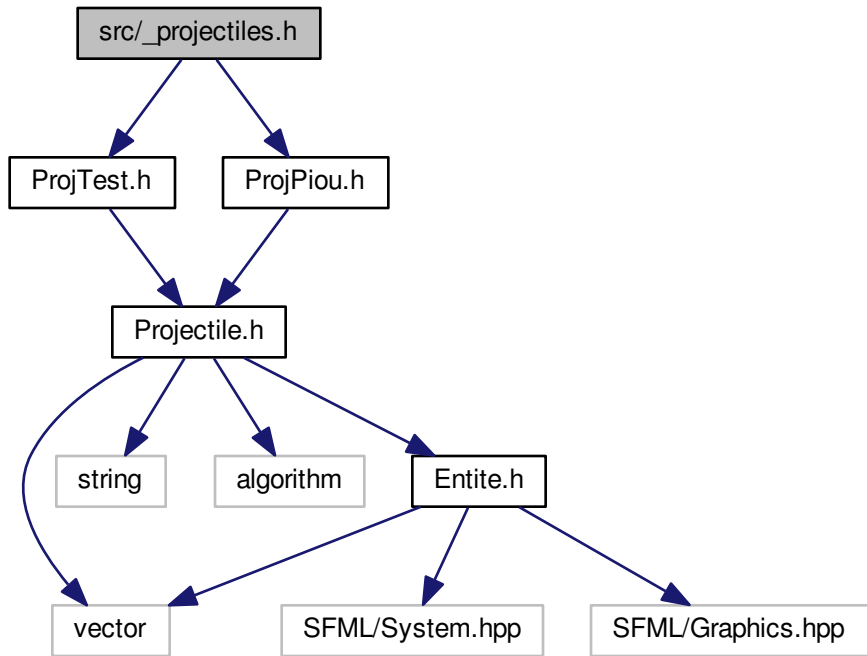 src/_projectiles.h
ProjTest.h
ProjPiou.h
Projectile.h
string
algorithm
Entite.h
vector
SFML/System.hpp
SFML/Graphics.hpp